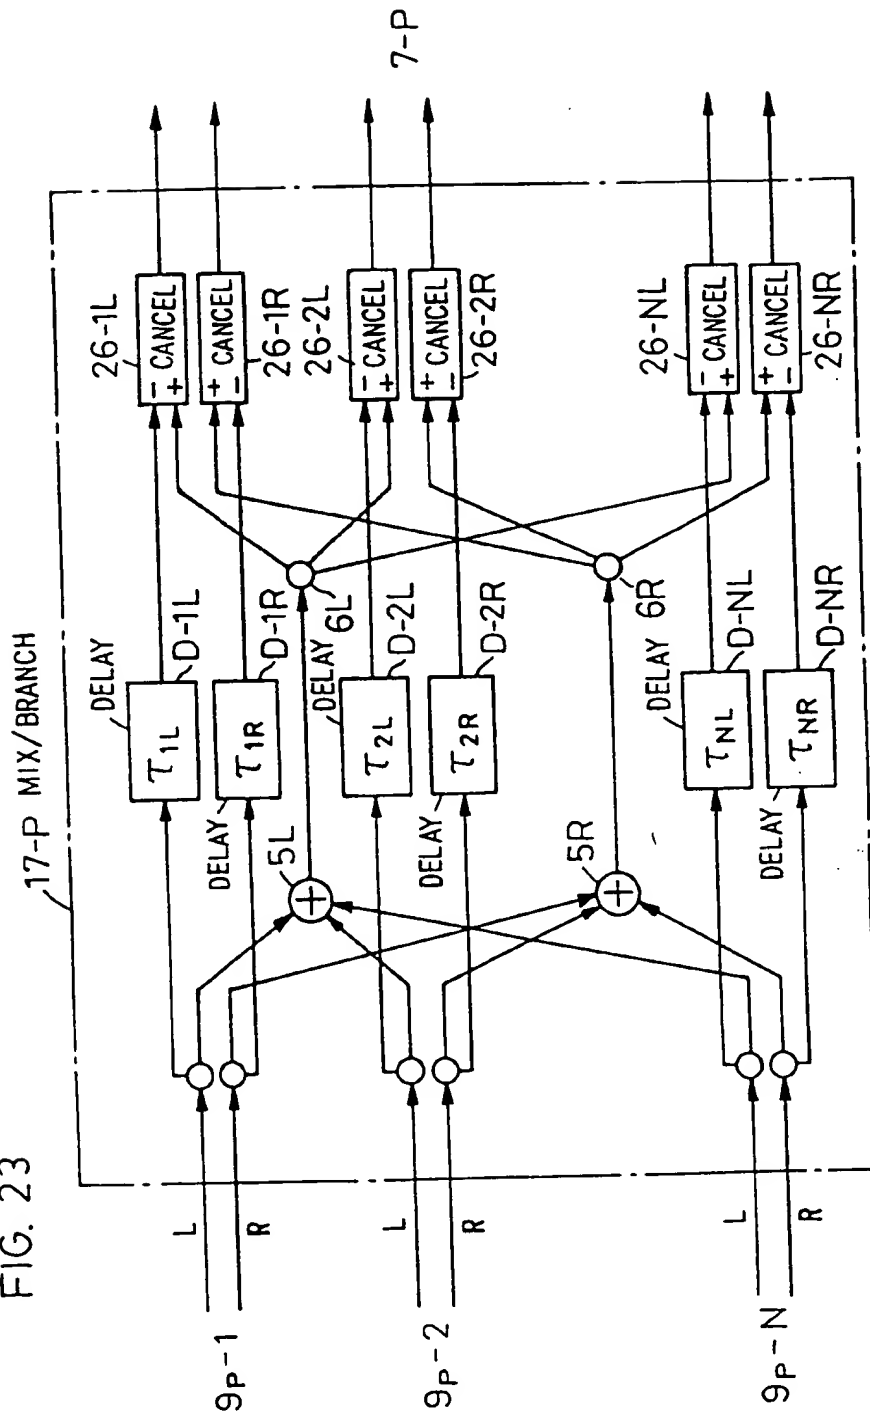 FIG. 23
17-P MIX/BRANCH
9P-1
L
R
9P-2
L
R
9P-N
L
R
5L
5R
DELAY
τ1L
D-1L
DELAY
τ1R
D-1R
DELAY
τ2L
D-2L
DELAY
τ2R
D-2R
DELAY
τNL
D-NL
DELAY
τNR
D-NR
6L
6R
26-1L
- CANCEL
+
+ CANCEL
-
26-1R
26-2L
- CANCEL
+
+ CANCEL
-
26-2R
26-NL
- CANCEL
+
+ CANCEL
-
26-NR
7-P